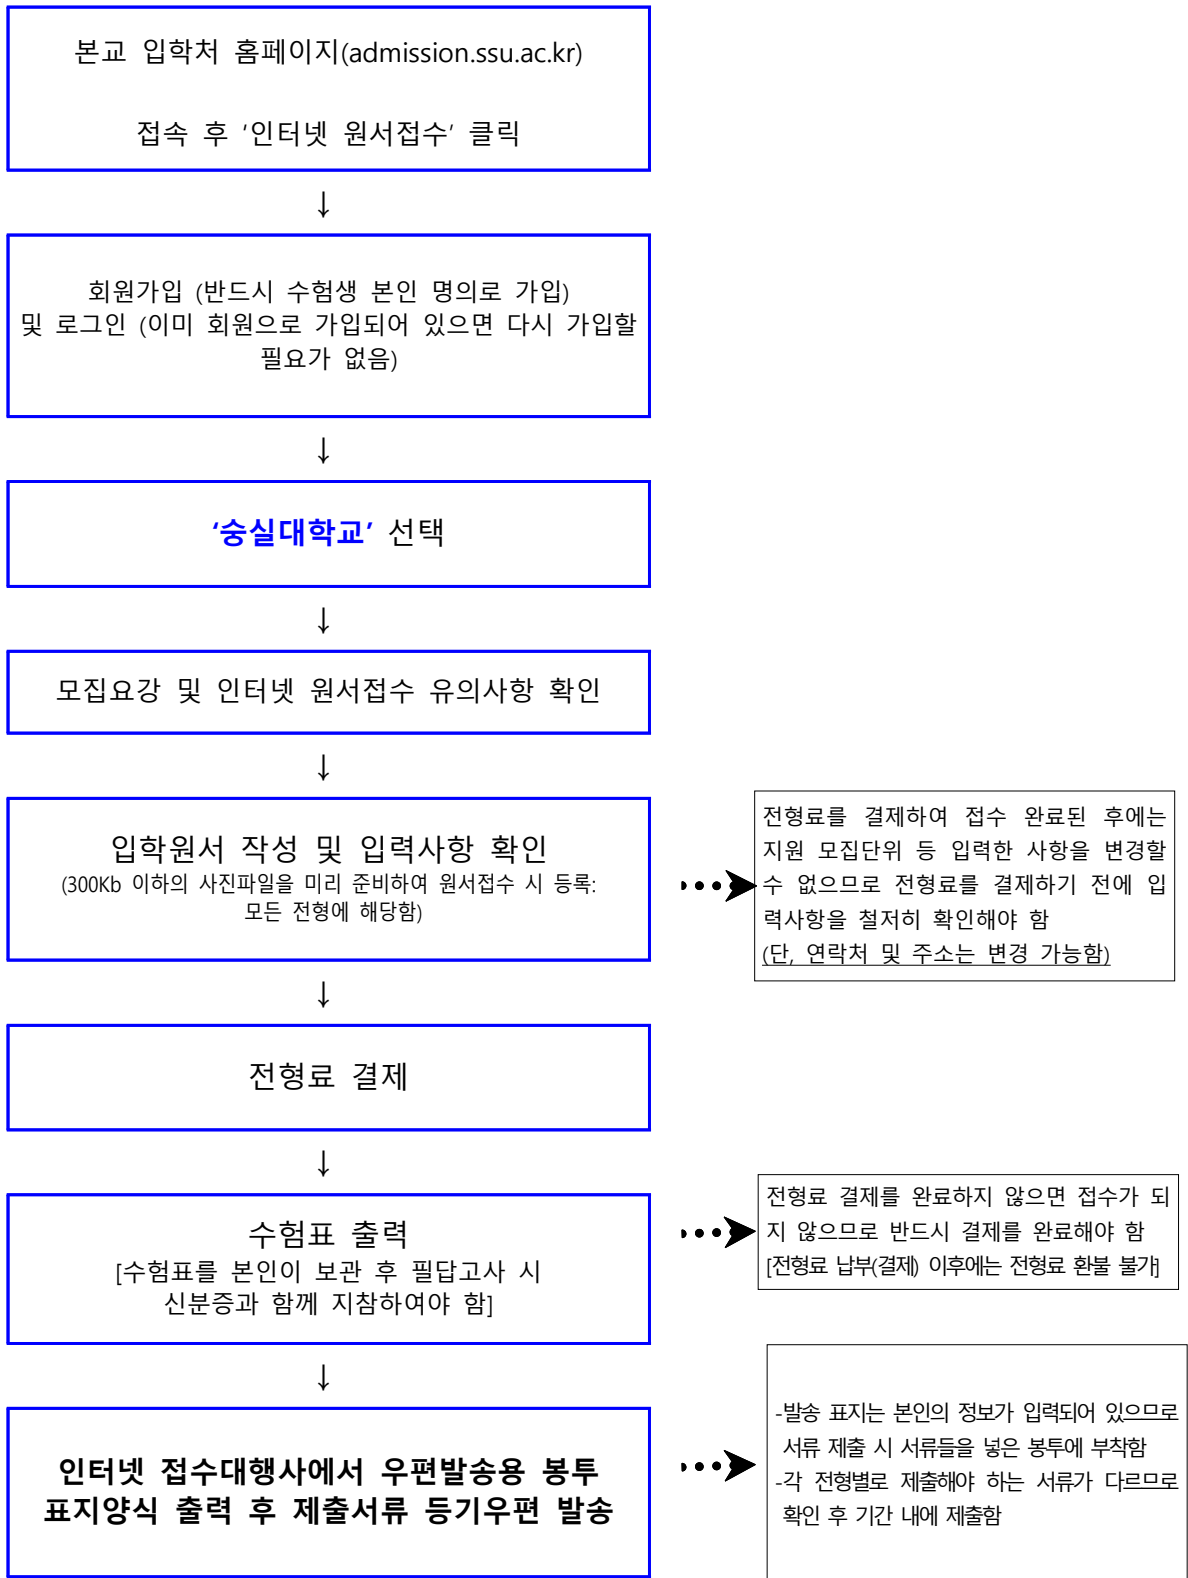 본교 입학처 홈페이지(admission.ssu.ac.kr)
접속 후 ‘인터넷 원서접수’ 클릭
↓
회원가입 (반드시 수험생 본인 명의로 가입)
및 로그인 (이미 회원으로 가입되어 있으면 다시 가입할
필요가 없음)
↓
‘숭실대학교’ 선택
↓
모집요강 및 인터넷 원서접수 유의사항 확인
↓
입학원서 작성 및 입력사항 확인
(300Kb 이하의 사진파일을 미리 준비하여 원서접수 시 등록:
모든 전형에 해당함)
전형료를 결제하여 접수 완료된 후에는
지원 모집단위 등 입력한 사항을 변경할
수 없으므로 전형료를 결제하기 전에 입
력사항을 철저히 확인해야 함
(단, 연락처 및 주소는 변경 가능함)
↓
전형료 결제
↓
수험표 출력
[수험표를 본인이 보관 후 필답고사 시
신분증과 함께 지참하여야 함]
전형료 결제를 완료하지 않으면 접수가 되
지 않으므로 반드시 결제를 완료해야 함
[전형료 납부(결제) 이후에는 전형료 환불 불가]
↓
인터넷 접수대행사에서 우편발송용 봉투
표지양식 출력 후 제출서류 등기우편 발송
-발송 표지는 본인의 정보가 입력되어 있으므로
서류 제출 시 서류들을 넣은 봉투에 부착함
-각 전형별로 제출해야 하는 서류가 다르므로
확인 후 기간 내에 제출함